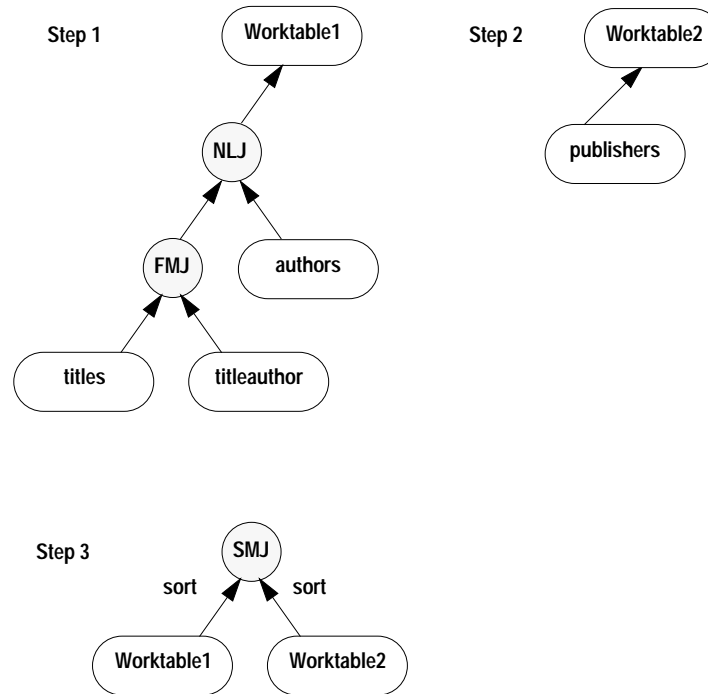 Step 1
Worktable1
Step 2
Worktable2
NLJ
publishers
FMJ
authors
titles
titleauthor
Step 3
SMJ
sort
sort
Worktable1
Worktable2